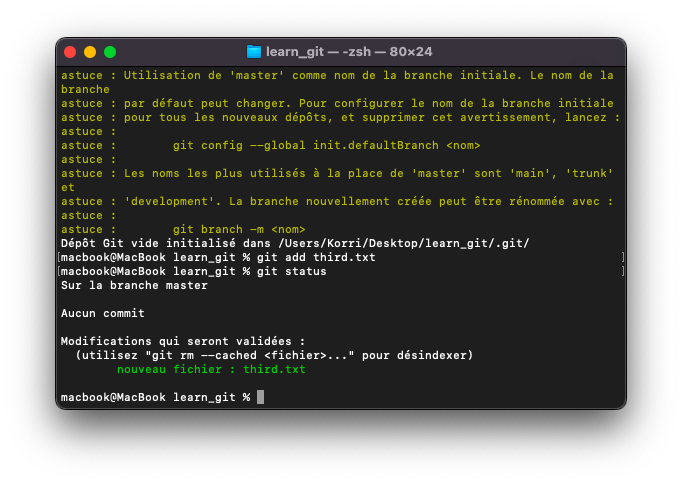 learn_git — -zsh — 80×24
astuce : Utilisation de 'master' comme nom de la branche initiale. Le nom de la
branche
astuce : par défaut peut changer. Pour configurer le nom de la branche initiale
astuce : pour tous les nouveaux dépôts, et supprimer cet avertissement, lancez :
astuce :
astuce :        git config --global init.defaultBranch <nom>
astuce :
astuce : Les noms les plus utilisés à la place de 'master' sont 'main', 'trunk'
et
astuce : 'development'. La branche nouvellement créée peut être rénommée avec :
astuce :
astuce :        git branch -m <nom>
Dépôt Git vide initialisé dans /Users/Korri/Desktop/learn_git/.git/
[macbook@MacBook learn_git % git add third.txt ]
[macbook@MacBook learn_git % git status ]
Sur la branche master
Aucun commit
Modifications qui seront validées :
  (utilisez "git rm --cached <fichier>..." pour désindexer)
        nouveau fichier : third.txt
macbook@MacBook learn_git %